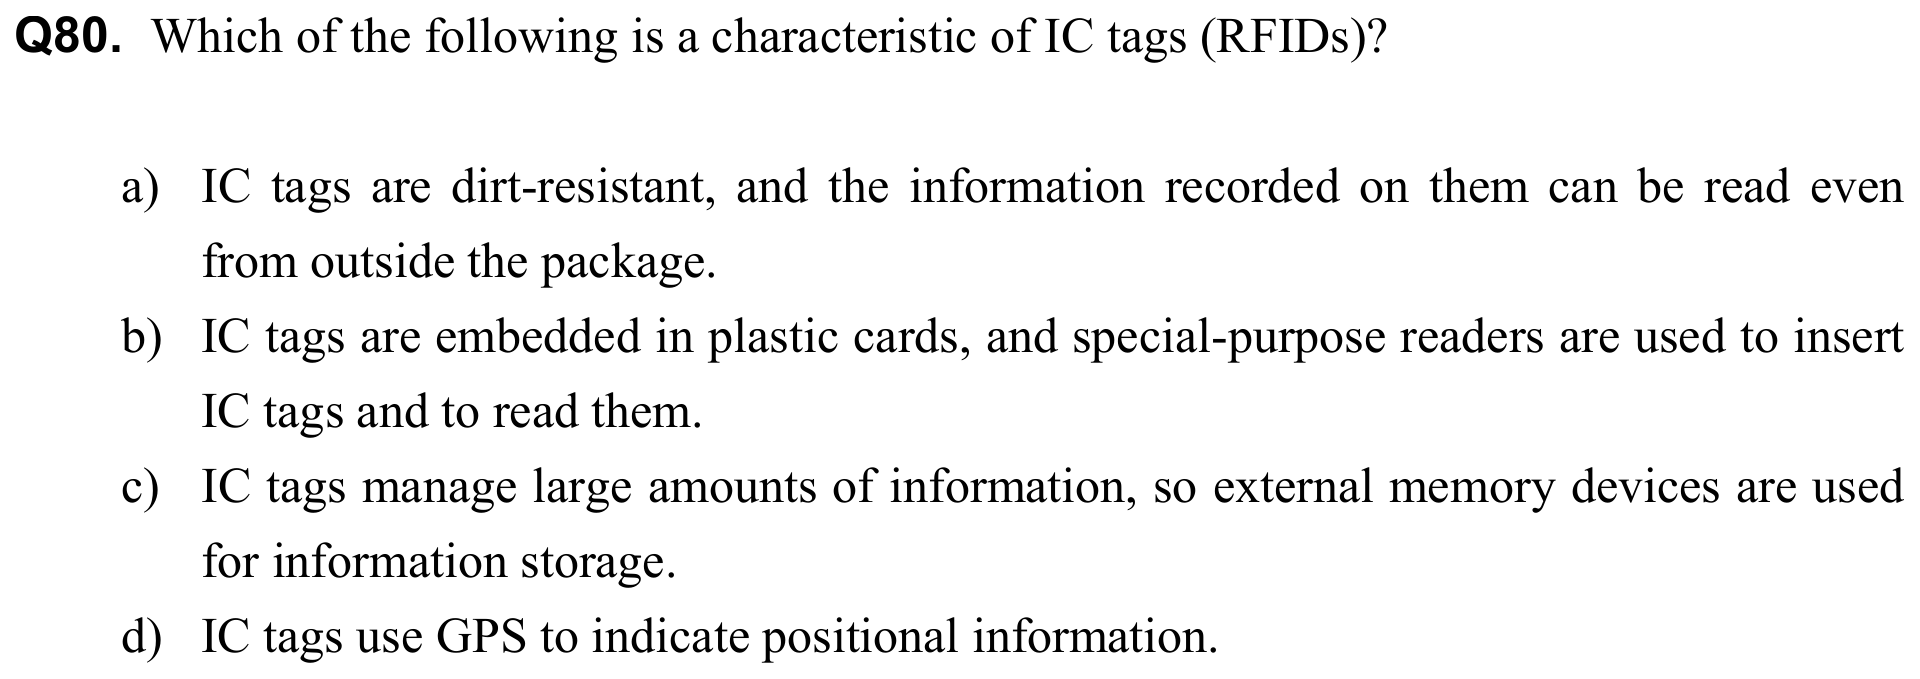 Q80. Which of the following is a characteristic of IC tags (RFIDs)?
a) IC tags are dirt-resistant, and the information recorded on them can be read even
from outside the package.
b) IC tags are embedded in plastic cards, and special-purpose readers are used to insert
IC tags and to read them.
c) IC tags manage large amounts of information, so external memory devices are used
for information storage.
d) IC tags use GPS to indicate positional information.